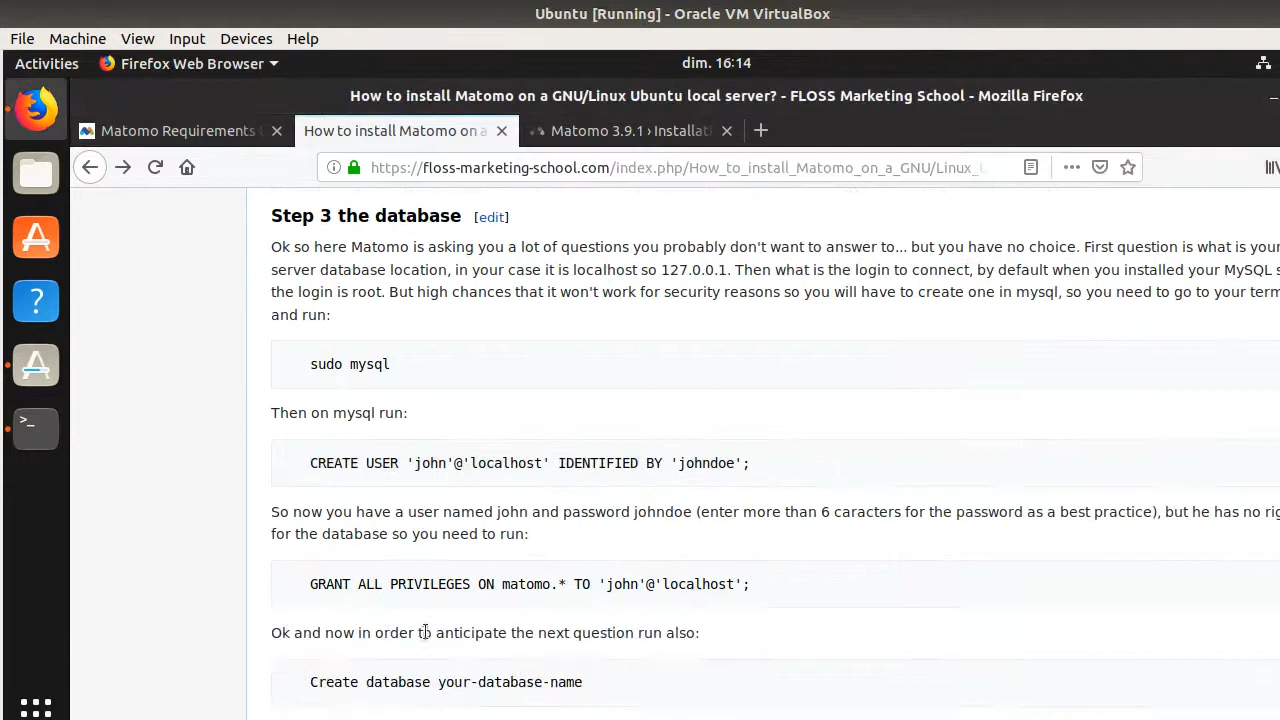 Ubuntu [Running] - Oracle VM VirtualBox
File Machine View Input Devices Help
Activities Firefox Web Browser dim. 16:14
How to install Matomo on a GNU/Linux Ubuntu local server? - FLOSS Marketing School - Mozilla Firefox
Matomo Requirements How to install Matomo on a Matomo 3.9.1 › Installat
https://floss-marketing-school.com/index.php/How_to_install_Matomo_on_a_GNU/Linux_U
Step 3 the database [edit]
Ok so here Matomo is asking you a lot of questions you probably don't want to answer to... but you have no choice. First question is what is your
server database location, in your case it is localhost so 127.0.0.1. Then what is the login to connect, by default when you installed your MySQL s
the login is root. But high chances that it won't work for security reasons so you will have to create one in mysql, so you need to go to your term
and run:
sudo mysql
Then on mysql run:
CREATE USER 'john'@'localhost' IDENTIFIED BY 'johndoe';
So now you have a user named john and password johndoe (enter more than 6 caracters for the password as a best practice), but he has no rig
for the database so you need to run:
GRANT ALL PRIVILEGES ON matomo.* TO 'john'@'localhost';
Ok and now in order to anticipate the next question run also:
Create database your-database-name